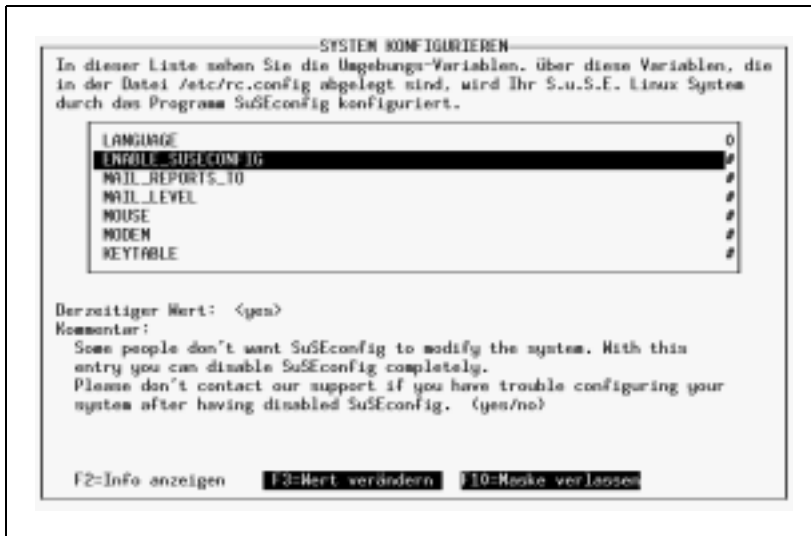 SYSTEM KONFIGURIEREN
In dieser Liste sehen Sie die Umgebungs-Variablen. über diese Variablen, die
in der Datei /etc/rc.config abgelegt sind, wird Ihr S.u.S.E. Linux System
durch das Programm SuSEconfig konfiguriert.
LANGUAGE
ENABLE_SUSECONFIG
MAIL_REPORTS_TO
MAIL_LEVEL
MOUSE
MODEM
KEYTABLE
Derzeitiger Wert: <yes>
Kommentar:
Some people don't want SuSEconfig to modify the system. With this
entry you can disable SuSEconfig completely.
Please don't contact our support if you have trouble configuring your
system after having disabled SuSEconfig. (yes/no)
F2=Info anzeigen F3=Wert verändern F10=Maske verlassen